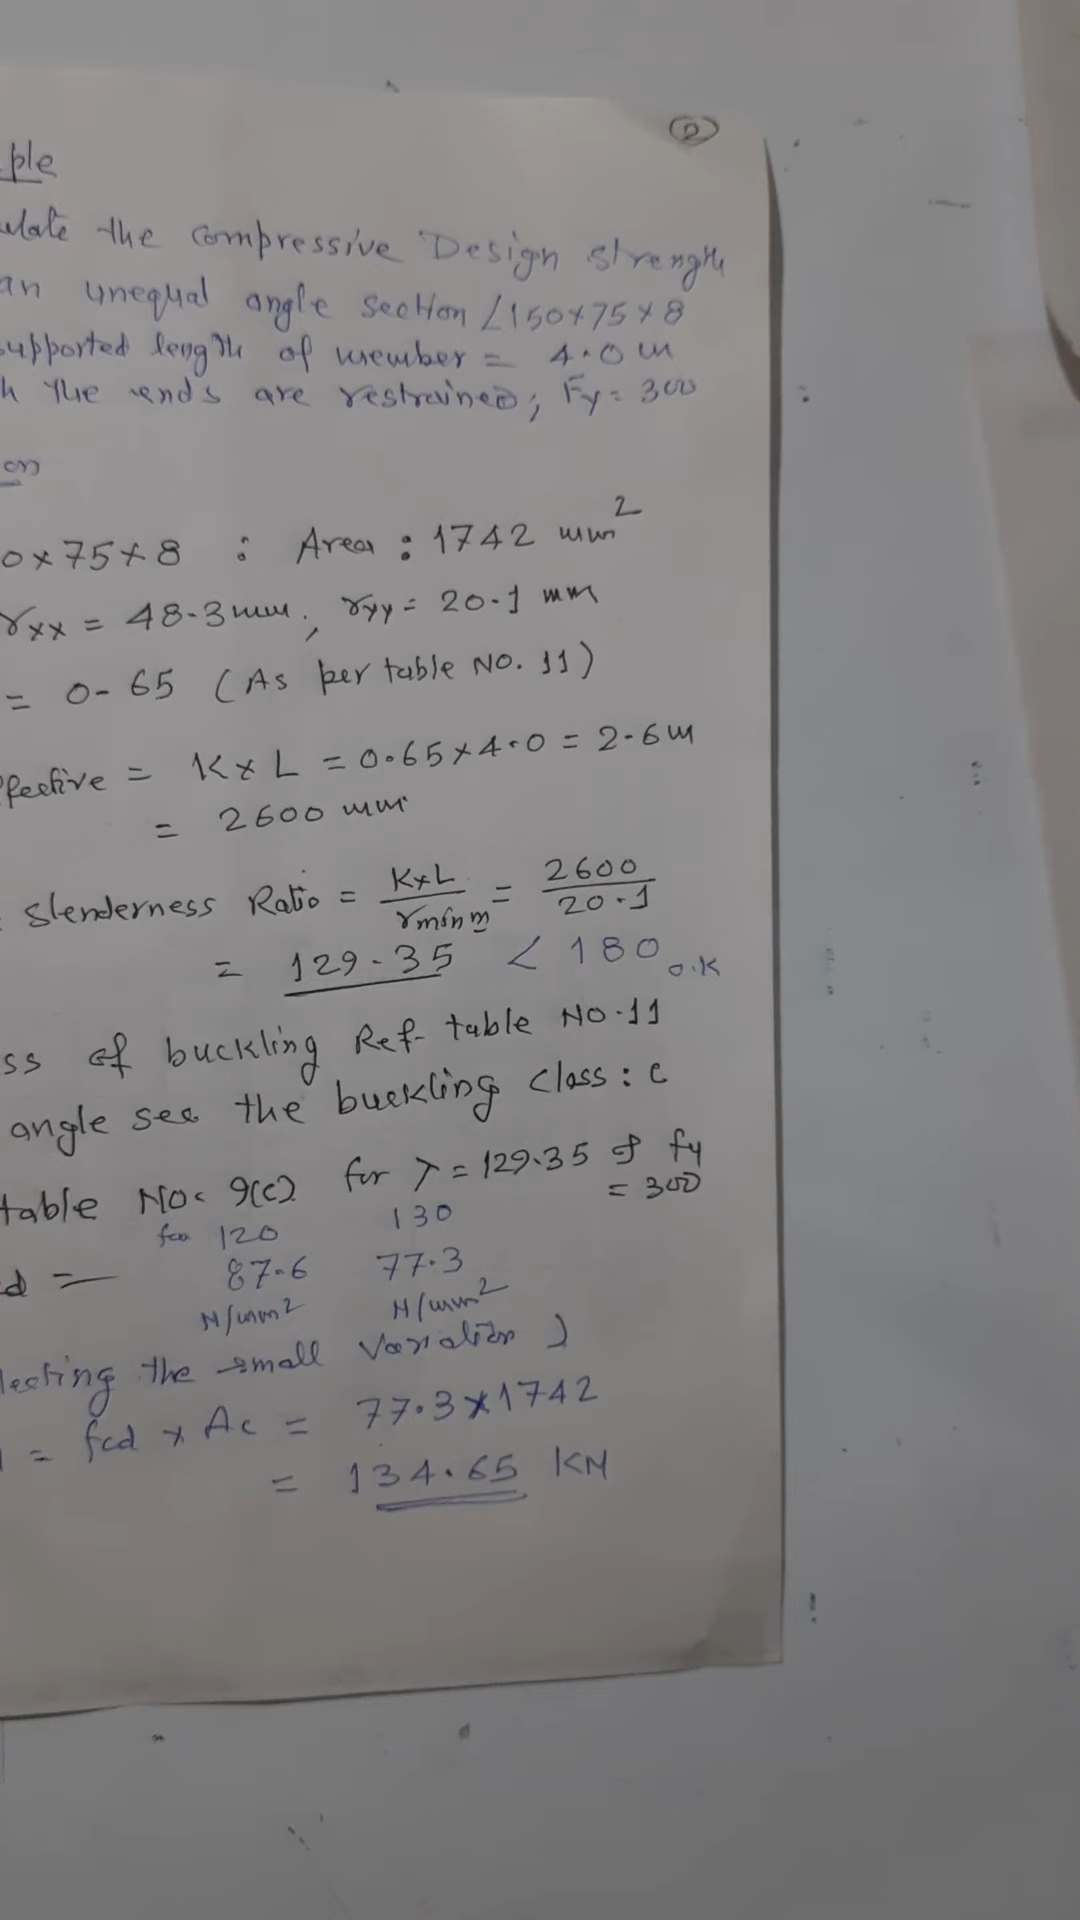 ②
ple
ulate the compressive Design strength
an unequal angle section ∠150×75×8
supported length of member = 4.0 m
h the ends are restrained; Fy = 300
on
0×75×8 : Area : 1742 mm²
rxx = 48.3 mm, ryy = 20.1 mm
= 0.65 (As per table NO. 11)
ffective = K×L = 0.65×4.0 = 2.6m
= 2600 mm
Slenderness Ratio = K×L / rminm = 2600 / 20.1
= 129.35 < 180 o.k
ss of buckling Ref- table NO.11
angle sec the buckling class : c
table NO. 9(c) for λ = 129.35 & fy = 300
for 120 130
d = 87.6 77.3
N/mm² N/mm²
lecting the small variation)
= fcd × Ac = 77.3×1742
= 134.65 KN